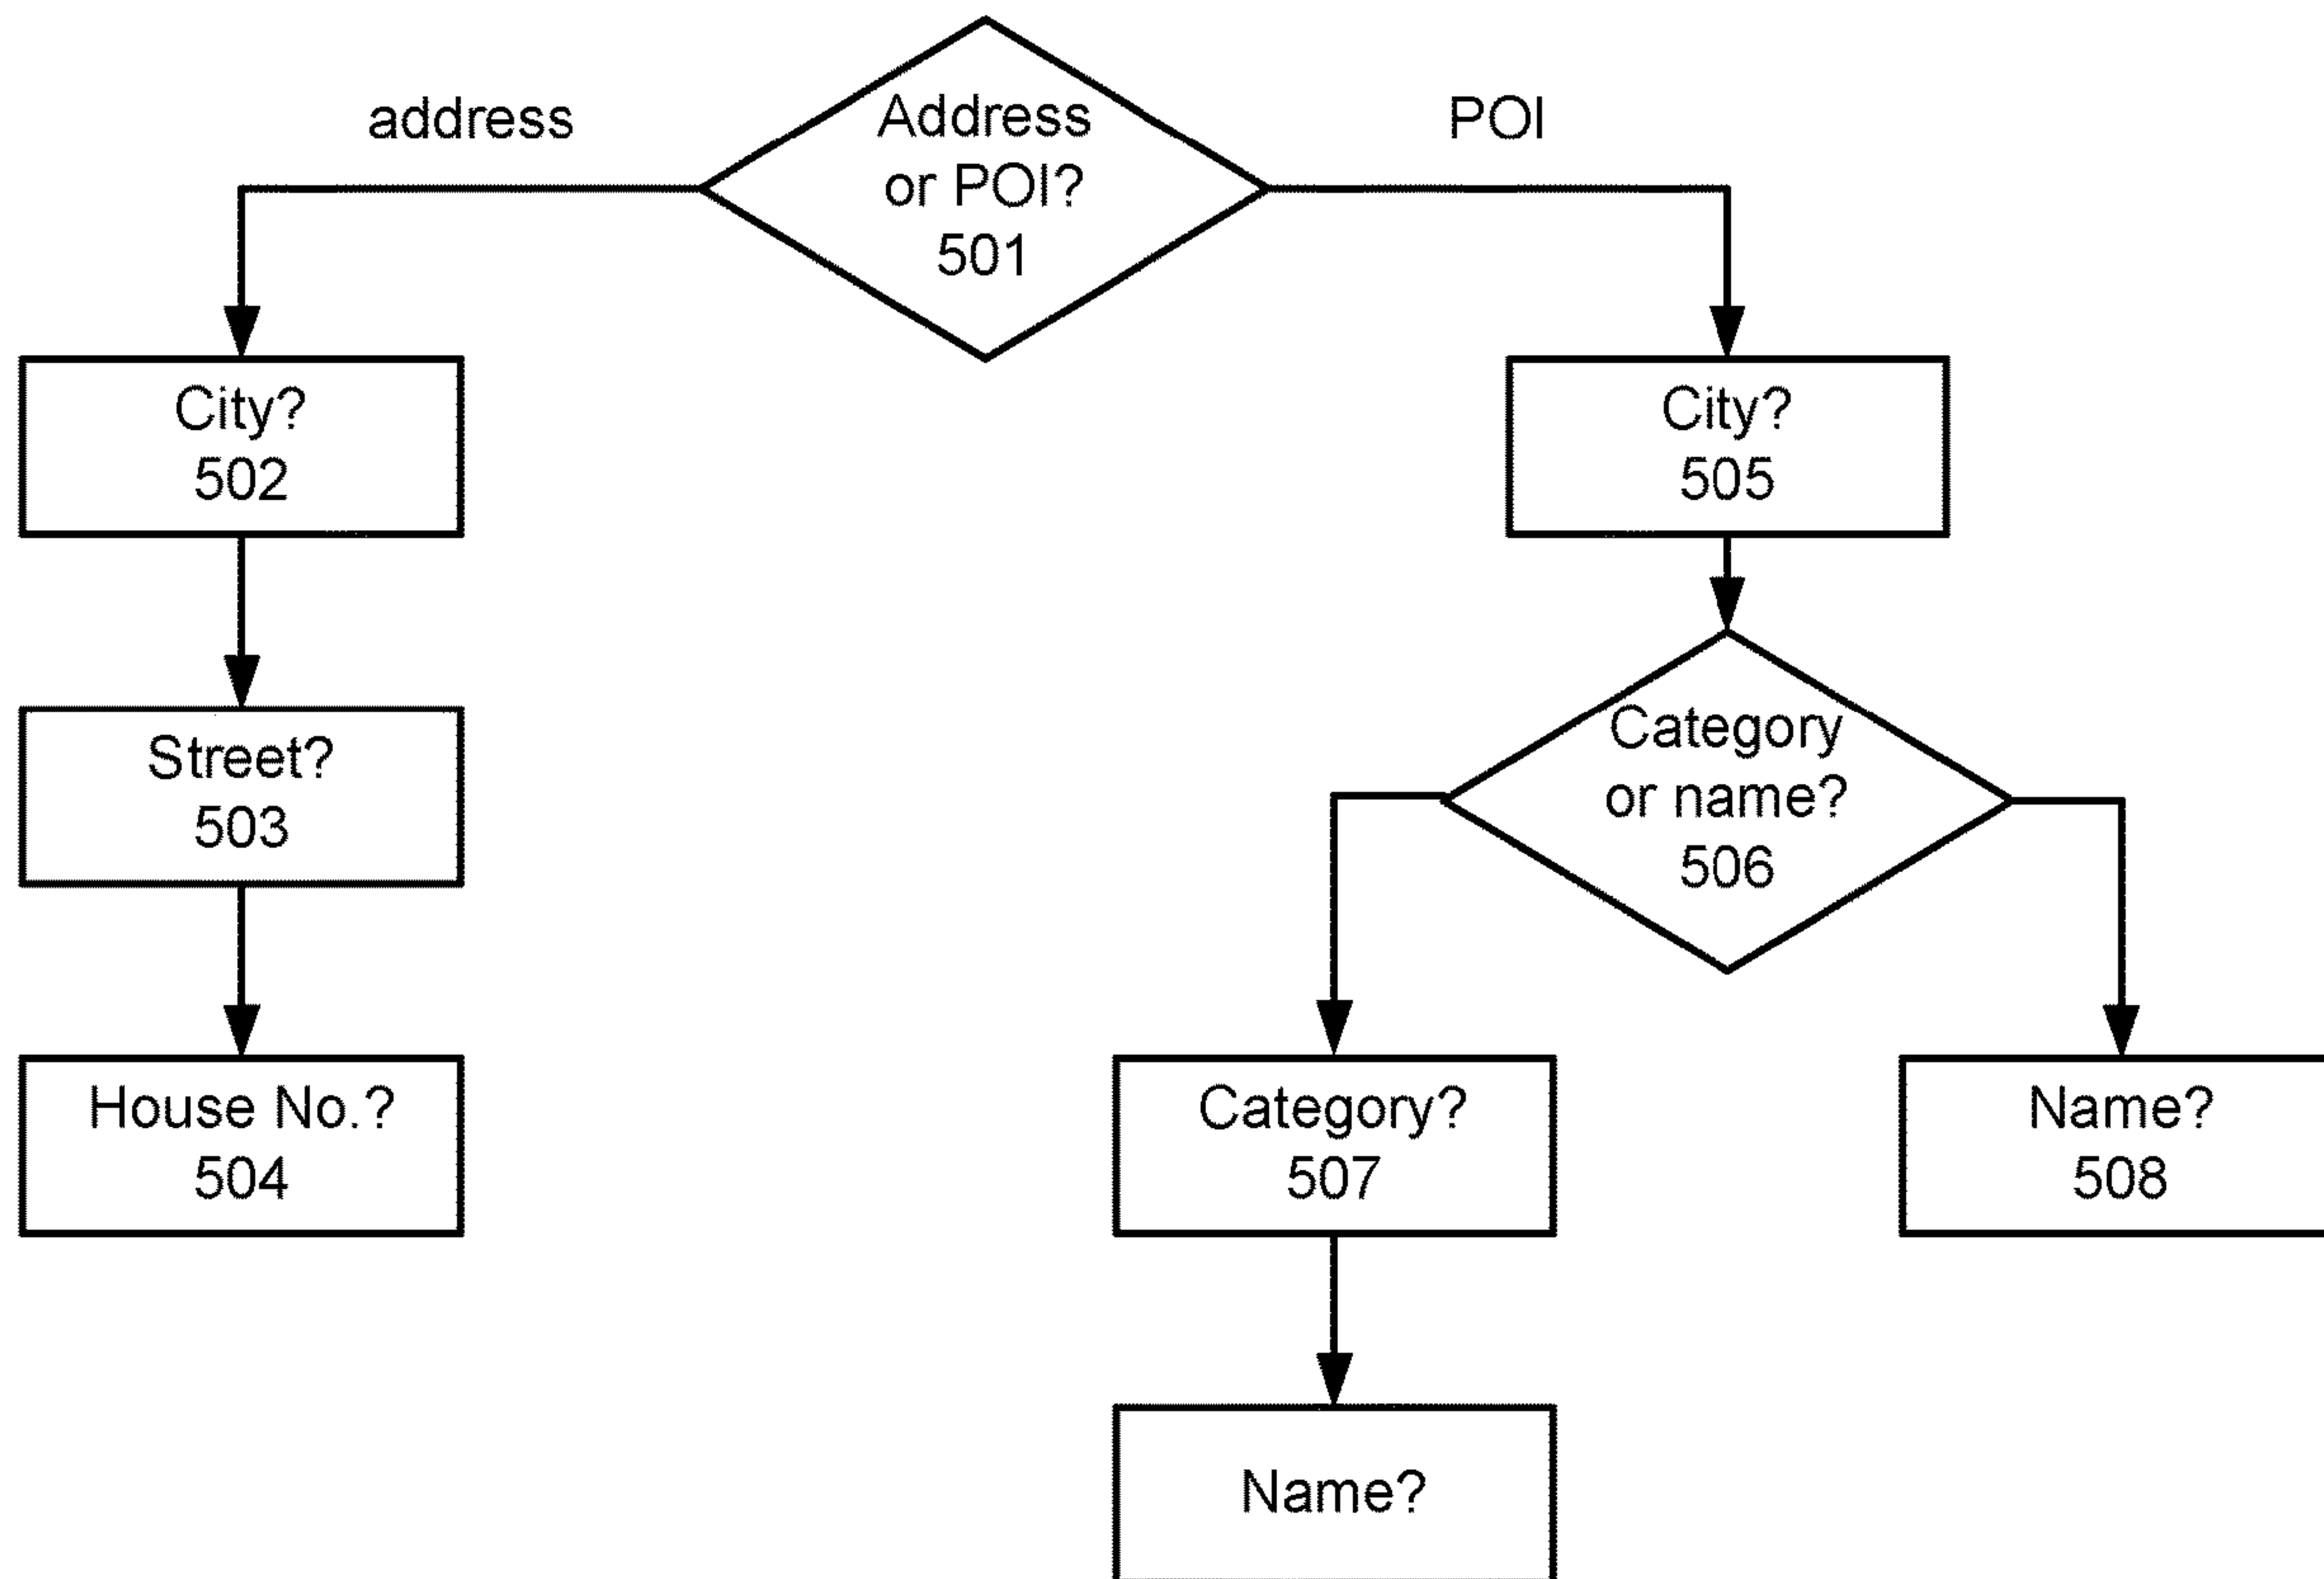 address
Address
or POI?
501
POI
City?
502
City?
505
Street?
503
Category
or name?
506
House No.?
504
Category?
507
Name?
508
Name?